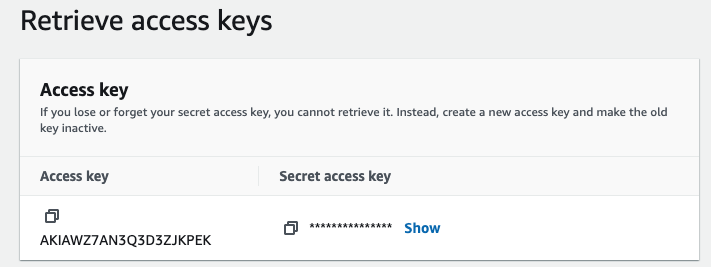 Retrieve access keys
Access key
If you lose or forget your secret access key, you cannot retrieve it. Instead, create a new access key and make the old
key inactive.
Access key
Secret access key
AKIAWZ7AN3Q3D3ZJKPEK
*************** Show